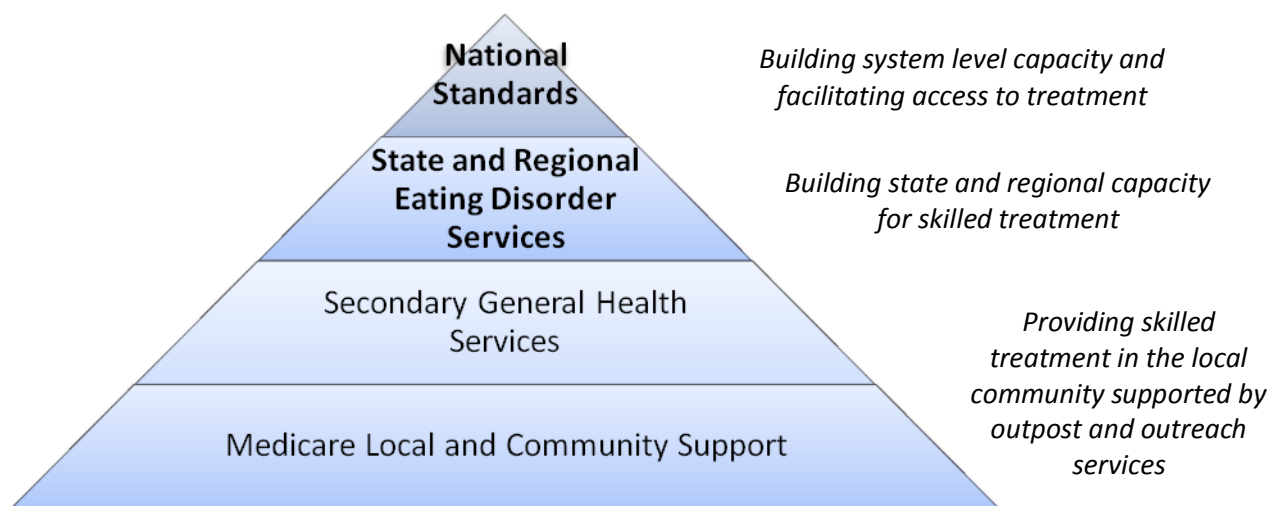 National
Standards
Building system level capacity and
facilitating access to treatment
State and Regional
Eating Disorder
Services
Building state and regional capacity
for skilled treatment
Secondary General Health
Services
Medicare Local and Community Support
Providing skilled
treatment in the local
community supported by
outpost and outreach
services